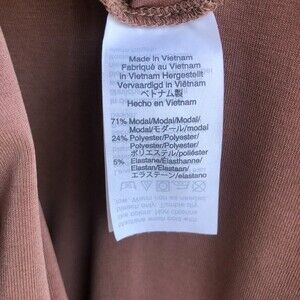 Made in Vietnam
Fabriqué au Vietnam
in Vietnam Hergestellt
Vervaardigd in Viëtnam
ベトナム製
Hecho en Vietnam
71% Modal/Modal/Modal/
Modal/モダール/modal
24% Polyester/Polyester/
Polyester/Polyester/
ポリエステル/poliéster
5% Elastane/Elasthanne/
Elastan/Elastaan/
エラステーン/elastano